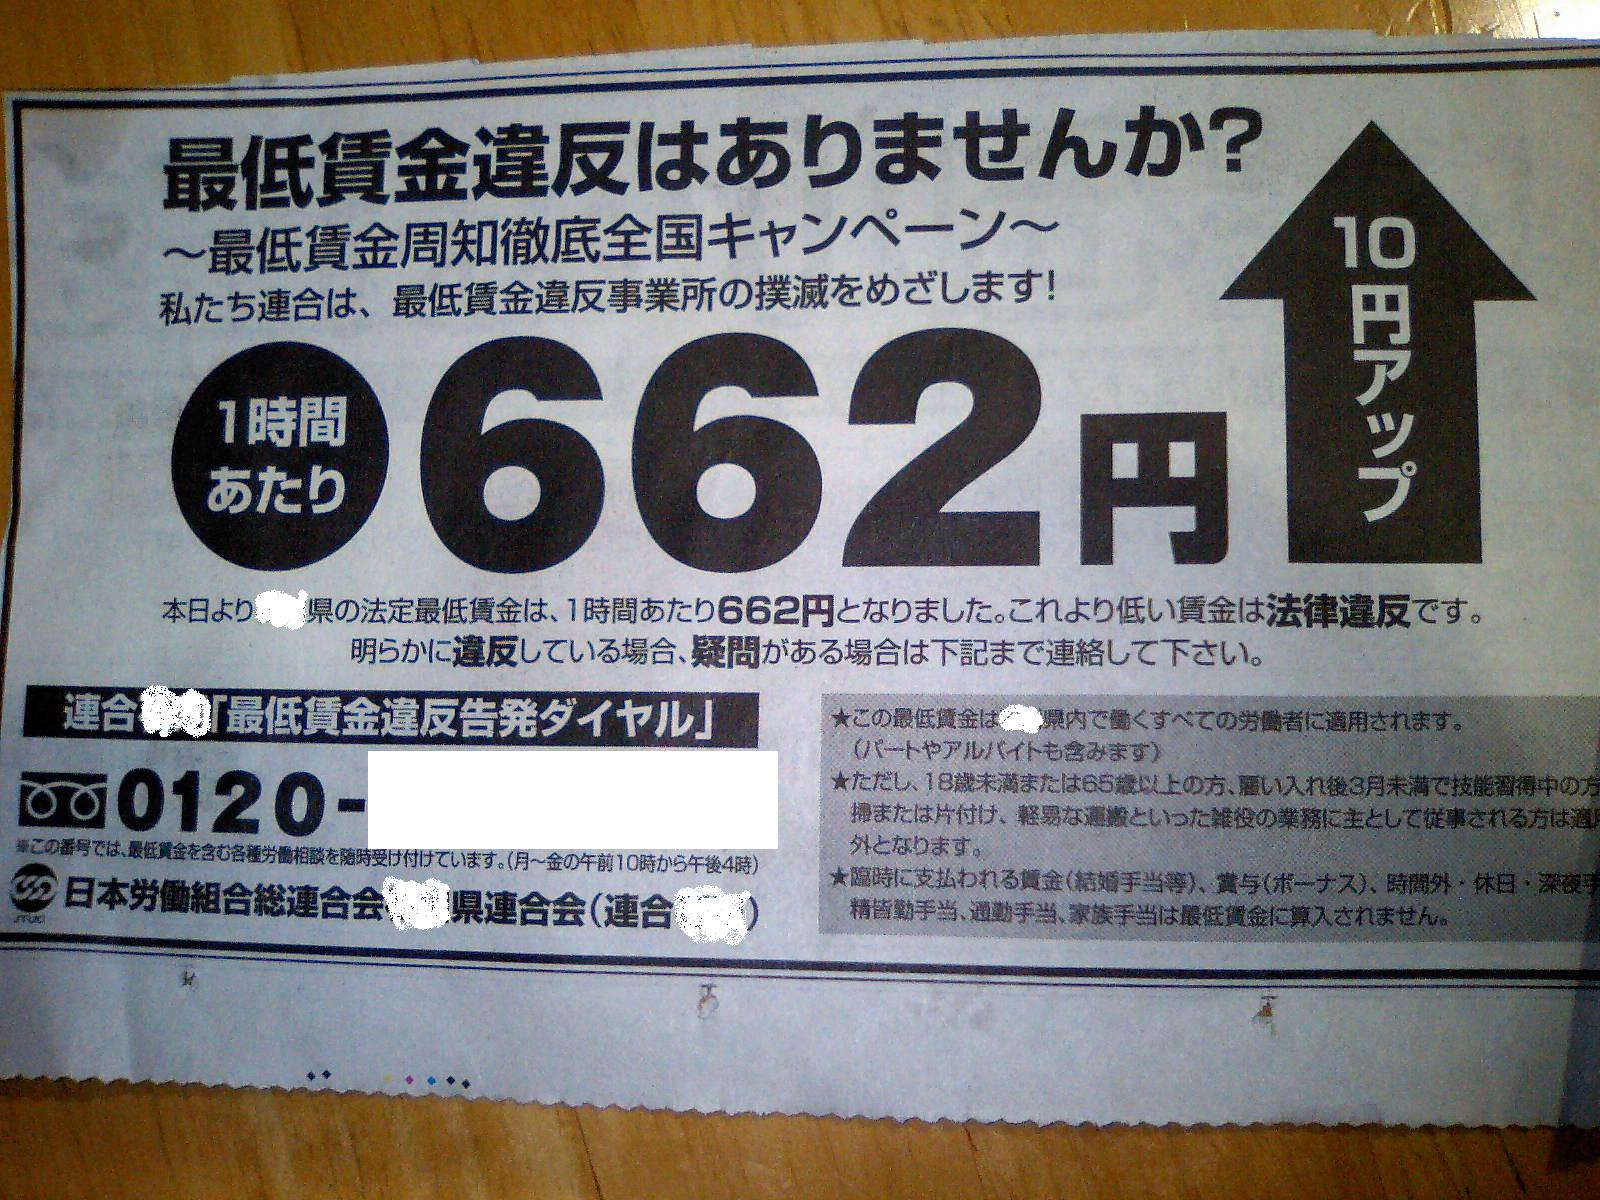 最低賃金違反はありませんか?
～最低賃金周知徹底全国キャンペーン～
私たち連合は、最低賃金違反事業所の撲滅をめざします!
1時間
あたり
662円
10円アップ
本日より県の法定最低賃金は、1時間あたり662円となりました。これより低い賃金は法律違反です。
明らかに違反している場合、疑問がある場合は下記まで連絡して下さい。
連合「最低賃金違反告発ダイヤル」
0120-
※この番号では、最低賃金を含む各種労働相談を随時受け付けています。(月～金の午前10時から午後4時)
日本労働組合総連合会県連合会(連合)
★この最低賃金は県内で働くすべての労働者に適用されます。
(パートやアルバイトも含みます)
★ただし、18歳未満または65歳以上の方、雇い入れ後3月未満で技能習得中の方
掃または片付け、軽易な運搬といった雑役の業務に主として従事される方は適用
外となります。
★臨時に支払われる賃金(結婚手当等)、賞与(ボーナス)、時間外・休日・深夜手
精皆勤手当、通勤手当、家族手当は最低賃金に算入されません。